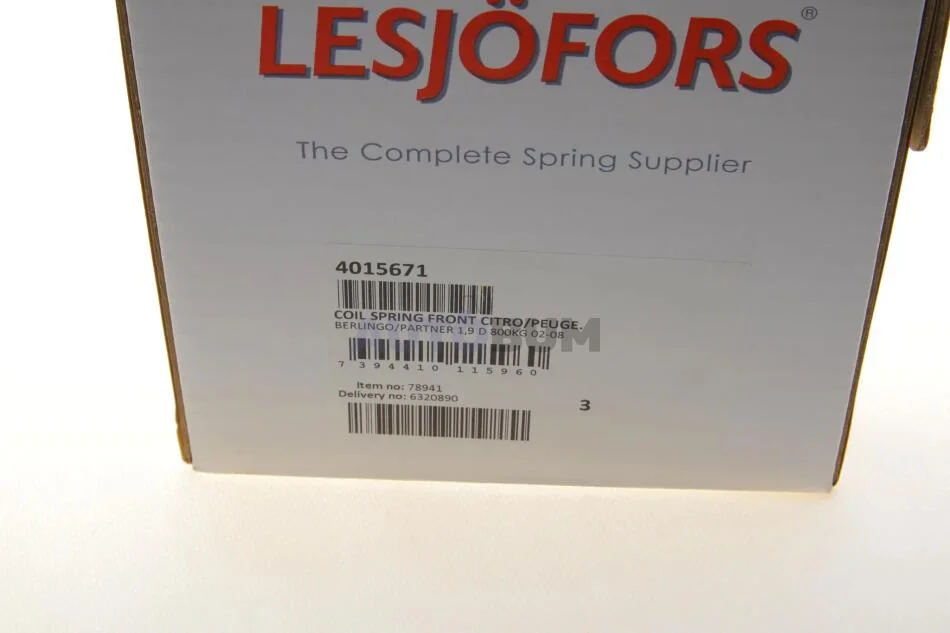 LESJÖFORS®
The Complete Spring Supplier
4015671
COIL SPRING FRONT CITRO/PEUGE.
BERLINGO/PARTNER 1,9 D 800KG 02-08
AUTOBUM
7 394410 115960
Item no: 78941
Delivery no: 6320890
3